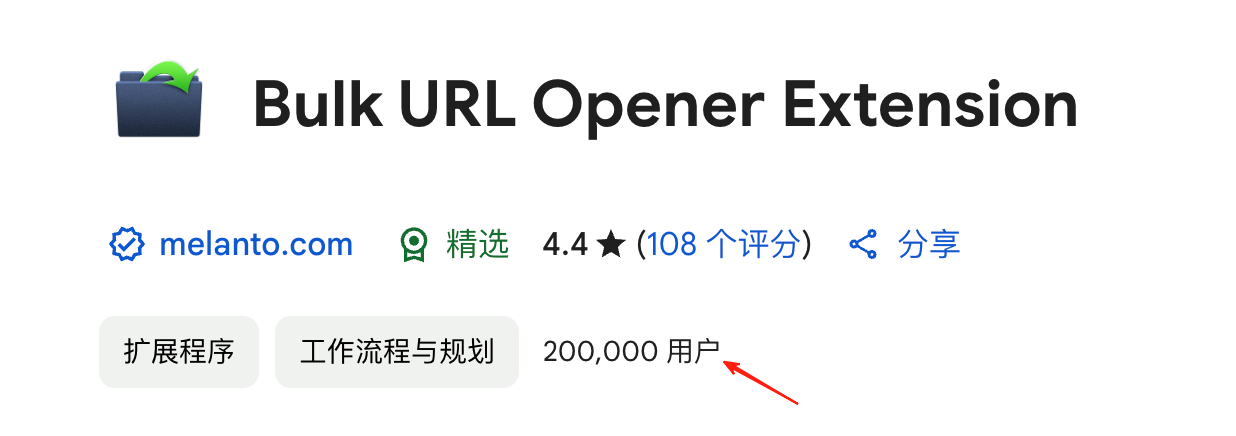 Bulk URL Opener Extension
melanto.com 精选 4.4 ★ (108 个评分) 分享
扩展程序 工作流程与规划 200,000 用户